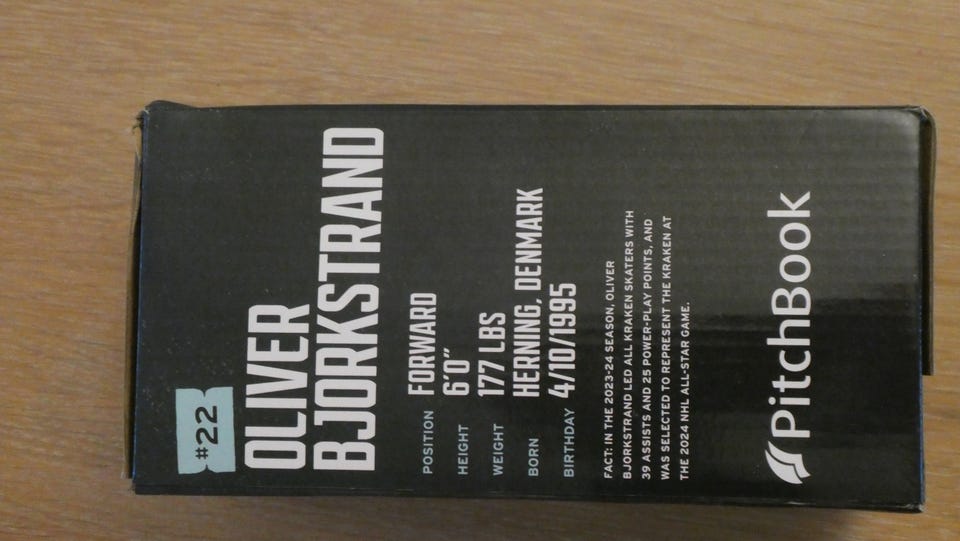 #22
OLIVER
BJORKSTRAND
POSITION FORWARD
HEIGHT 6'0"
WEIGHT 177 LBS
BORN HERNING, DENMARK
BIRTHDAY 4/10/1995
FACT: IN THE 2023-24 SEASON, OLIVER
BJORKSTRAND LED ALL KRAKEN SKATERS WITH
39 ASSISTS AND 25 POWER-PLAY POINTS, AND
WAS SELECTED TO REPRESENT THE KRAKEN AT
THE 2024 NHL ALL-STAR GAME.
PitchBook